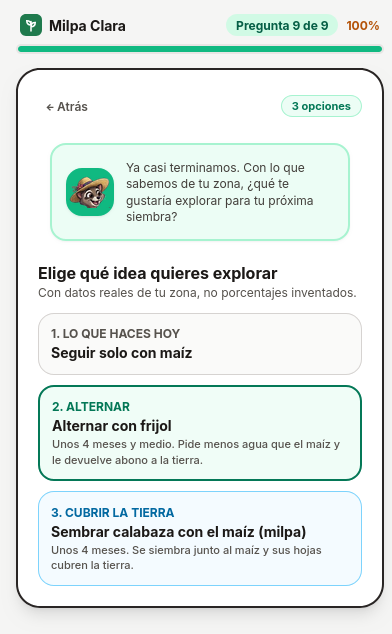 Milpa Clara
Pregunta 9 de 9
100%
← Atrás
3 opciones
Ya casi terminamos. Con lo que
sabemos de tu zona, ¿qué te
gustaría explorar para tu próxima
siembra?
Elige qué idea quieres explorar
Con datos reales de tu zona, no porcentajes inventados.
1. LO QUE HACES HOY
Seguir solo con maíz
2. ALTERNAR
Alternar con frijol
Unos 4 meses y medio. Pide menos agua que el maíz y
le devuelve abono a la tierra.
3. CUBRIR LA TIERRA
Sembrar calabaza con el maíz (milpa)
Unos 4 meses. Se siembra junto al maíz y sus hojas
cubren la tierra.